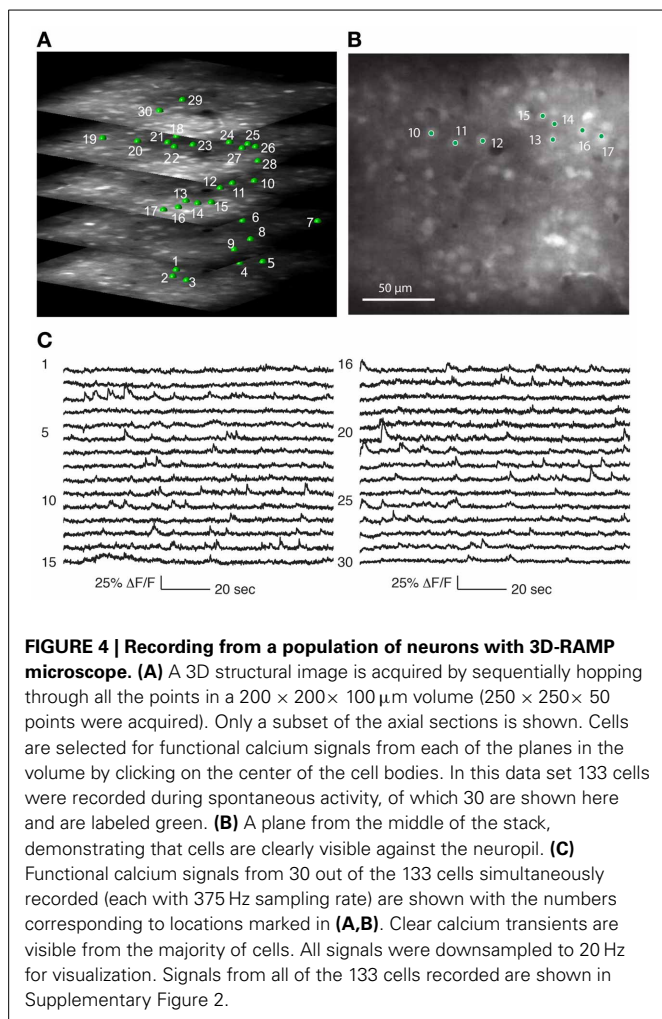 A
B
29
30
19
20
21
18
22
23
24
25
26
27
28
12
11
10
13
17
16
14
15
6
7
8
9
1
2
3
4
5
15
14
10
11
12
13
16
17
50 µm
C
1
5
10
15
16
20
25
30
25% ΔF/F
20 sec
25% ΔF/F
20 sec
FIGURE 4 | Recording from a population of neurons with 3D-RAMP
microscope. (A) A 3D structural image is acquired by sequentially hopping
through all the points in a 200 × 200× 100 µm volume (250 × 250× 50
points were acquired). Only a subset of the axial sections is shown. Cells
are selected for functional calcium signals from each of the planes in the
volume by clicking on the center of the cell bodies. In this data set 133 cells
were recorded during spontaneous activity, of which 30 are shown here
and are labeled green. (B) A plane from the middle of the stack,
demonstrating that cells are clearly visible against the neuropil. (C)
Functional calcium signals from 30 out of the 133 cells simultaneously
recorded (each with 375 Hz sampling rate) are shown with the numbers
corresponding to locations marked in (A,B). Clear calcium transients are
visible from the majority of cells. All signals were downsampled to 20 Hz
for visualization. Signals from all of the 133 cells recorded are shown in
Supplementary Figure 2.